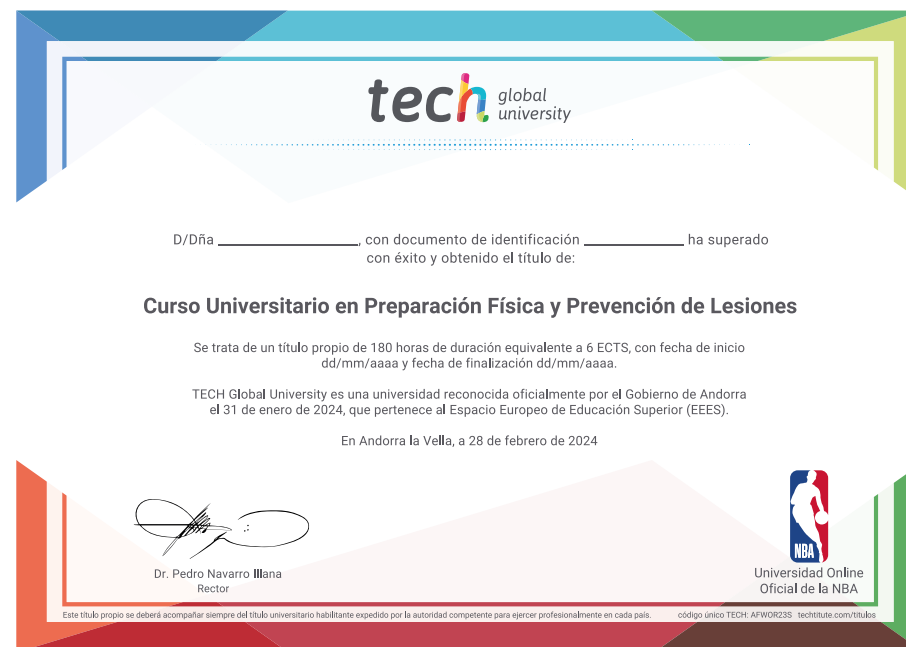 tech global university
D/Dña ____________________, con documento de identificación ______________ ha superado
con éxito y obtenido el título de:
Curso Universitario en Preparación Física y Prevención de Lesiones
Se trata de un título propio de 180 horas de duración equivalente a 6 ECTS, con fecha de inicio
dd/mm/aaaa y fecha de finalización dd/mm/aaaa.
TECH Global University es una universidad reconocida oficialmente por el Gobierno de Andorra
el 31 de enero de 2024, que pertenece al Espacio Europeo de Educación Superior (EEES).
En Andorra la Vella, a 28 de febrero de 2024
Dr. Pedro Navarro Illana
Rector
NBA
Universidad Online
Oficial de la NBA
Este título propio se deberá acompañar siempre del título universitario habilitante expedido por la autoridad competente para ejercer profesionalmente en cada país.
código único TECH: AFWOR23S techtitute.com/titulos